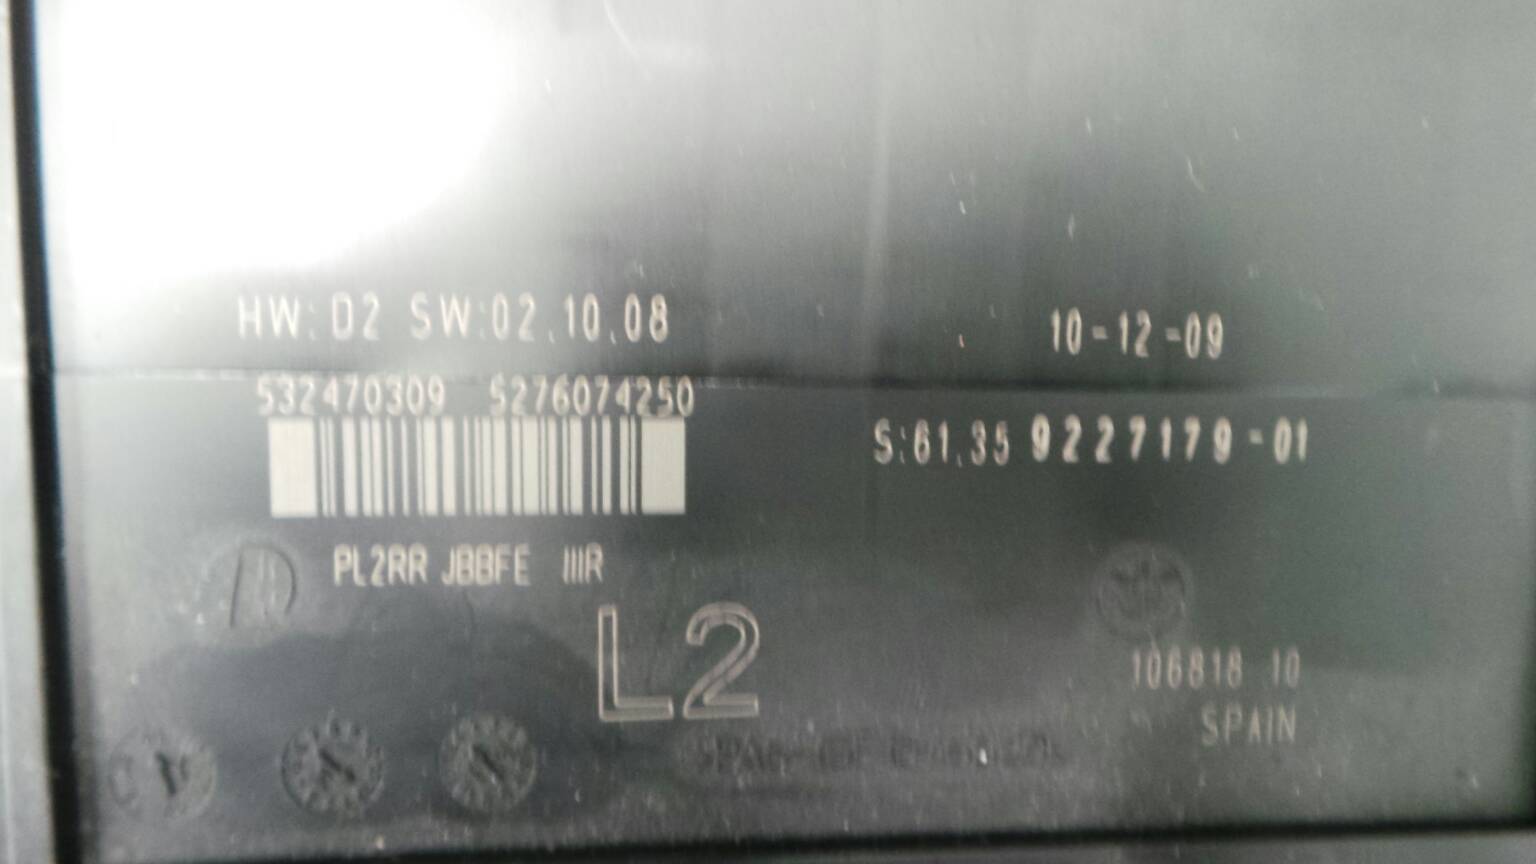 HW: D2 SW:02.10.08
10-12-09
532470309 5276074250
S:61.35 9227179-01
PL2RR JBBFE IIIR
L2
106818 10
SPAIN